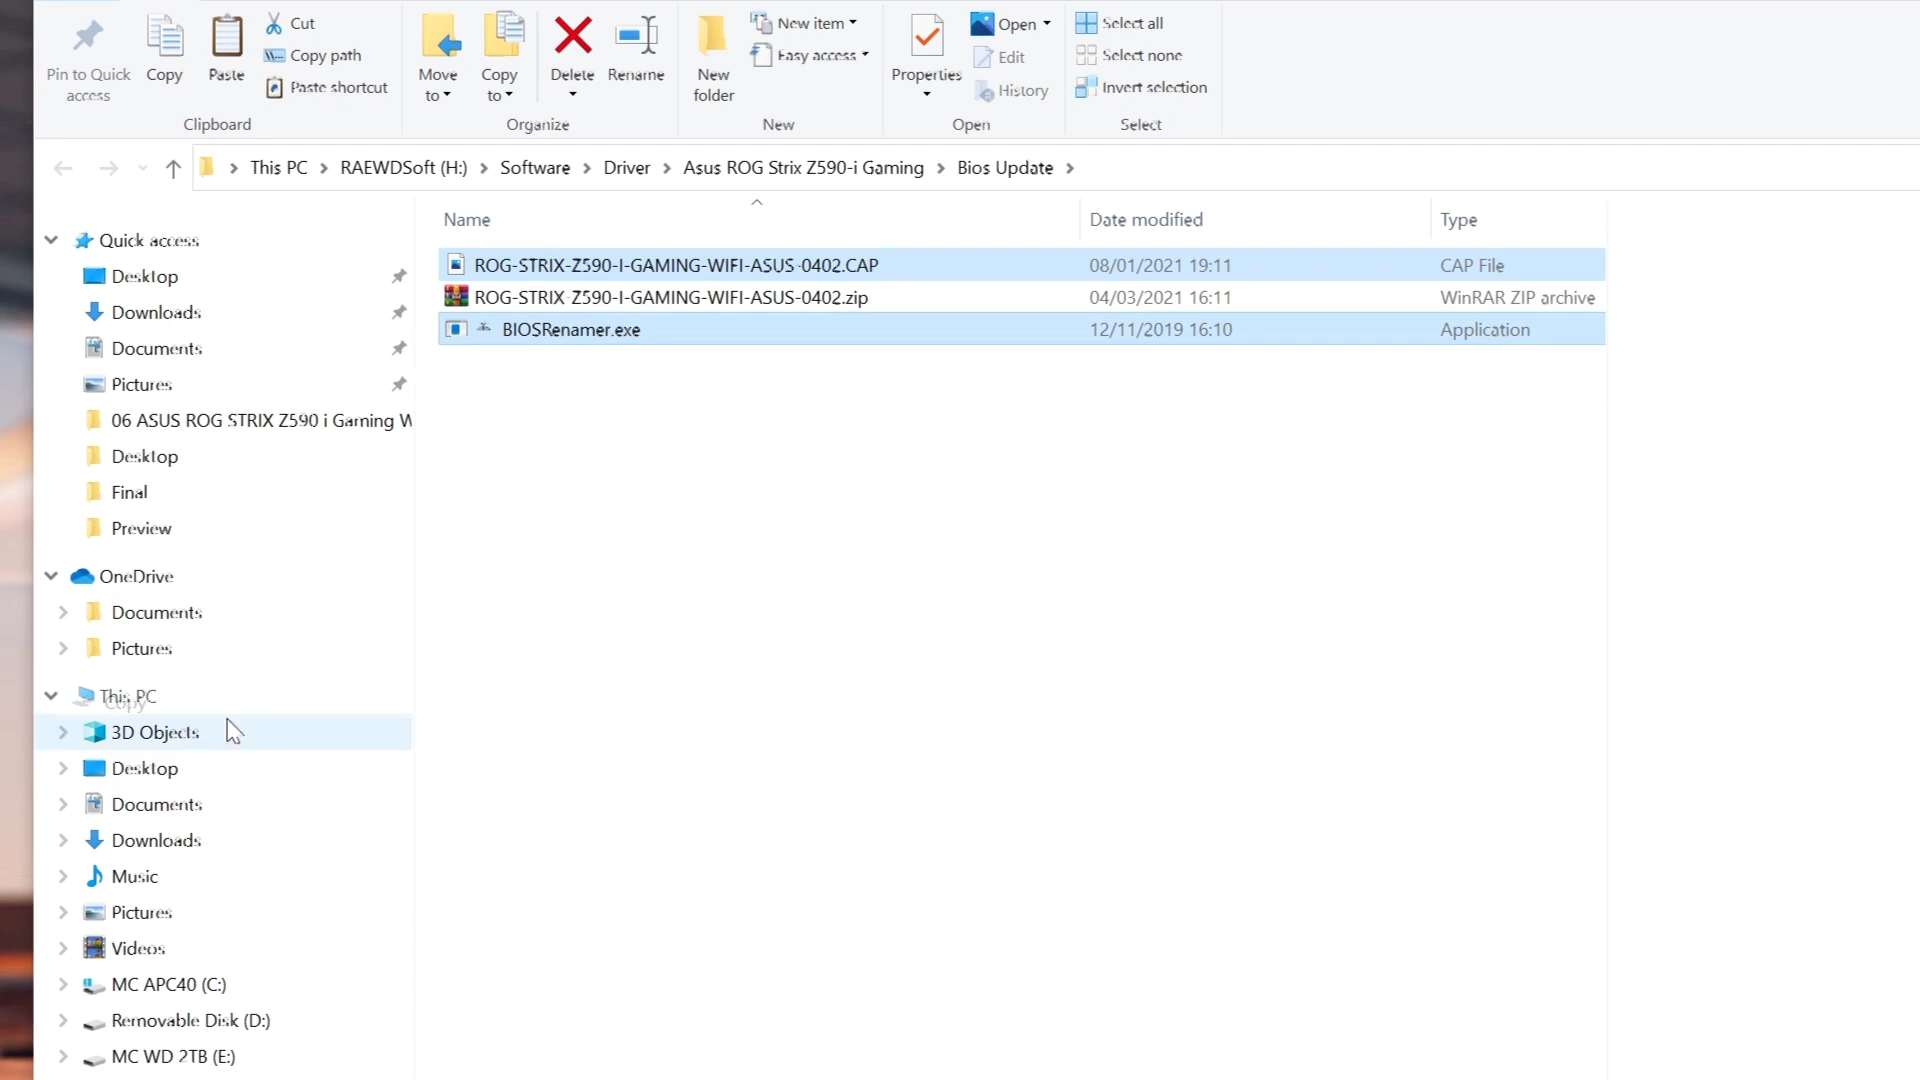 Pin to Quick access
Copy
Paste
Cut
Copy path
Paste shortcut
Clipboard
Move to
Copy to
Delete
Rename
Organize
New folder
New item
Easy access
New
Properties
Open
Edit
History
Open
Select all
Select none
Invert selection
Select
This PC > RAEWDSoft (H:) > Software > Driver > Asus ROG Strix Z590-i Gaming > Bios Update >
Name Date modified Type
ROG-STRIX-Z590-I-GAMING-WIFI-ASUS-0402.CAP 08/01/2021 19:11 CAP File
ROG-STRIX-Z590-I-GAMING-WIFI-ASUS-0402.zip 04/03/2021 16:11 WinRAR ZIP archive
BIOSRenamer.exe 12/11/2019 16:10 Application
Quick access
Desktop
Downloads
Documents
Pictures
06 ASUS ROG STRIX Z590 i Gaming W
Desktop
Final
Preview
OneDrive
Documents
Pictures
This PC
Copy
3D Objects
Desktop
Documents
Downloads
Music
Pictures
Videos
MC APC40 (C:)
Removable Disk (D:)
MC WD 2TB (E:)